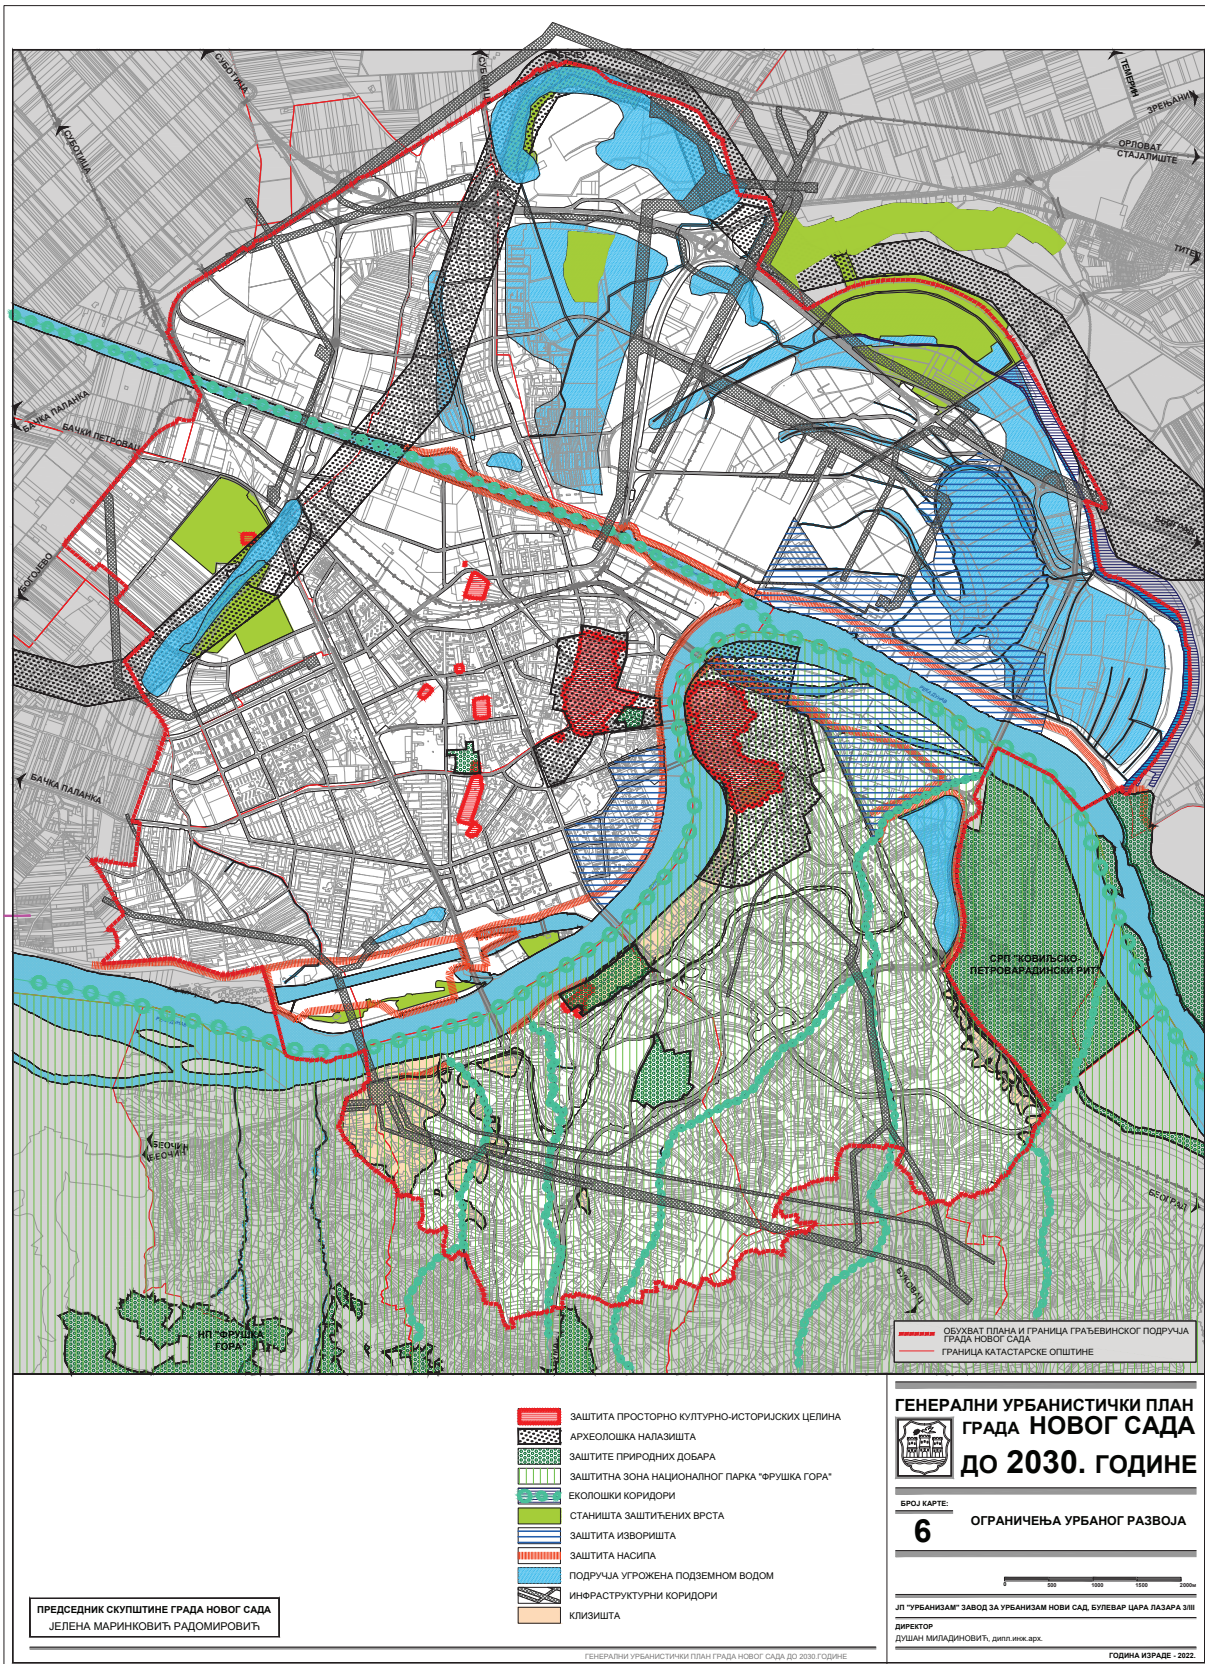 СУБОТИЦА
СУБОТИЦА
ТЕМЕРИН
ЗРЕЊАНИН
ОРЛОВАТ
СТАЈАЛИШТЕ
ТИТЕЛ
БАЧКА ПАЛАНКА
БАЧКИ ПЕТРОВАЦ
БОГОЈЕВО
БАЧКА ПАЛАНКА
СРП "КОВИЉСКО-
ПЕТРОВАРАДИНСКИ РИТ"
БЕОЧИН
БЕОЧИН
БЕОГРАД
БУКОВАЦ
НП "ФРУШКА
ГОРА"
ОБУХВАТ ПЛАНА И ГРАНИЦА ГРАЂЕВИНСКОГ ПОДРУЧЈА
ГРАДА НОВОГ САДА
ГРАНИЦА КАТАСТАРСКЕ ОПШТИНЕ
ЗАШТИТА ПРОСТОРНО КУЛТУРНО-ИСТОРИЈСКИХ ЦЕЛИНА
АРХЕОЛОШКА НАЛАЗИШТА
ЗАШТИТЕ ПРИРОДНИХ ДОБАРА
ЗАШТИТНА ЗОНА НАЦИОНАЛНОГ ПАРКА "ФРУШКА ГОРА"
ЕКОЛОШКИ КОРИДОРИ
СТАНИШТА ЗАШТИЋЕНИХ ВРСТА
ЗАШТИТА ИЗВОРИШТА
ЗАШТИТА НАСИПА
ПОДРУЧЈА УГРОЖЕНА ПОДЗЕМНОМ ВОДОМ
ИНФРАСТРУКТУРНИ КОРИДОРИ
КЛИЗИШТА
ГЕНЕРАЛНИ УРБАНИСТИЧКИ ПЛАН
ГРАДА НОВОГ САДА
ДО 2030. ГОДИНЕ
БРОЈ КАРТЕ:
6
ОГРАНИЧЕЊА УРБАНОГ РАЗВОЈА
0 500 1000 1500 2000м
ЈП "УРБАНИЗАМ" ЗАВОД ЗА УРБАНИЗАМ НОВИ САД, БУЛЕВАР ЦАРА ЛАЗАРА 3/III
ДИРЕКТОР
ДУШАН МИЛАДИНОВИЋ, дипл.инж.арх.
ГОДИНА ИЗРАДЕ - 2022.
ПРЕДСЕДНИК СКУПШТИНЕ ГРАДА НОВОГ САДА
ЈЕЛЕНА МАРИНКОВИЋ РАДОМИРОВИЋ
ГЕНЕРАЛНИ УРБАНИСТИЧКИ ПЛАН ГРАДА НОВОГ САДА ДО 2030.ГОДИНЕ